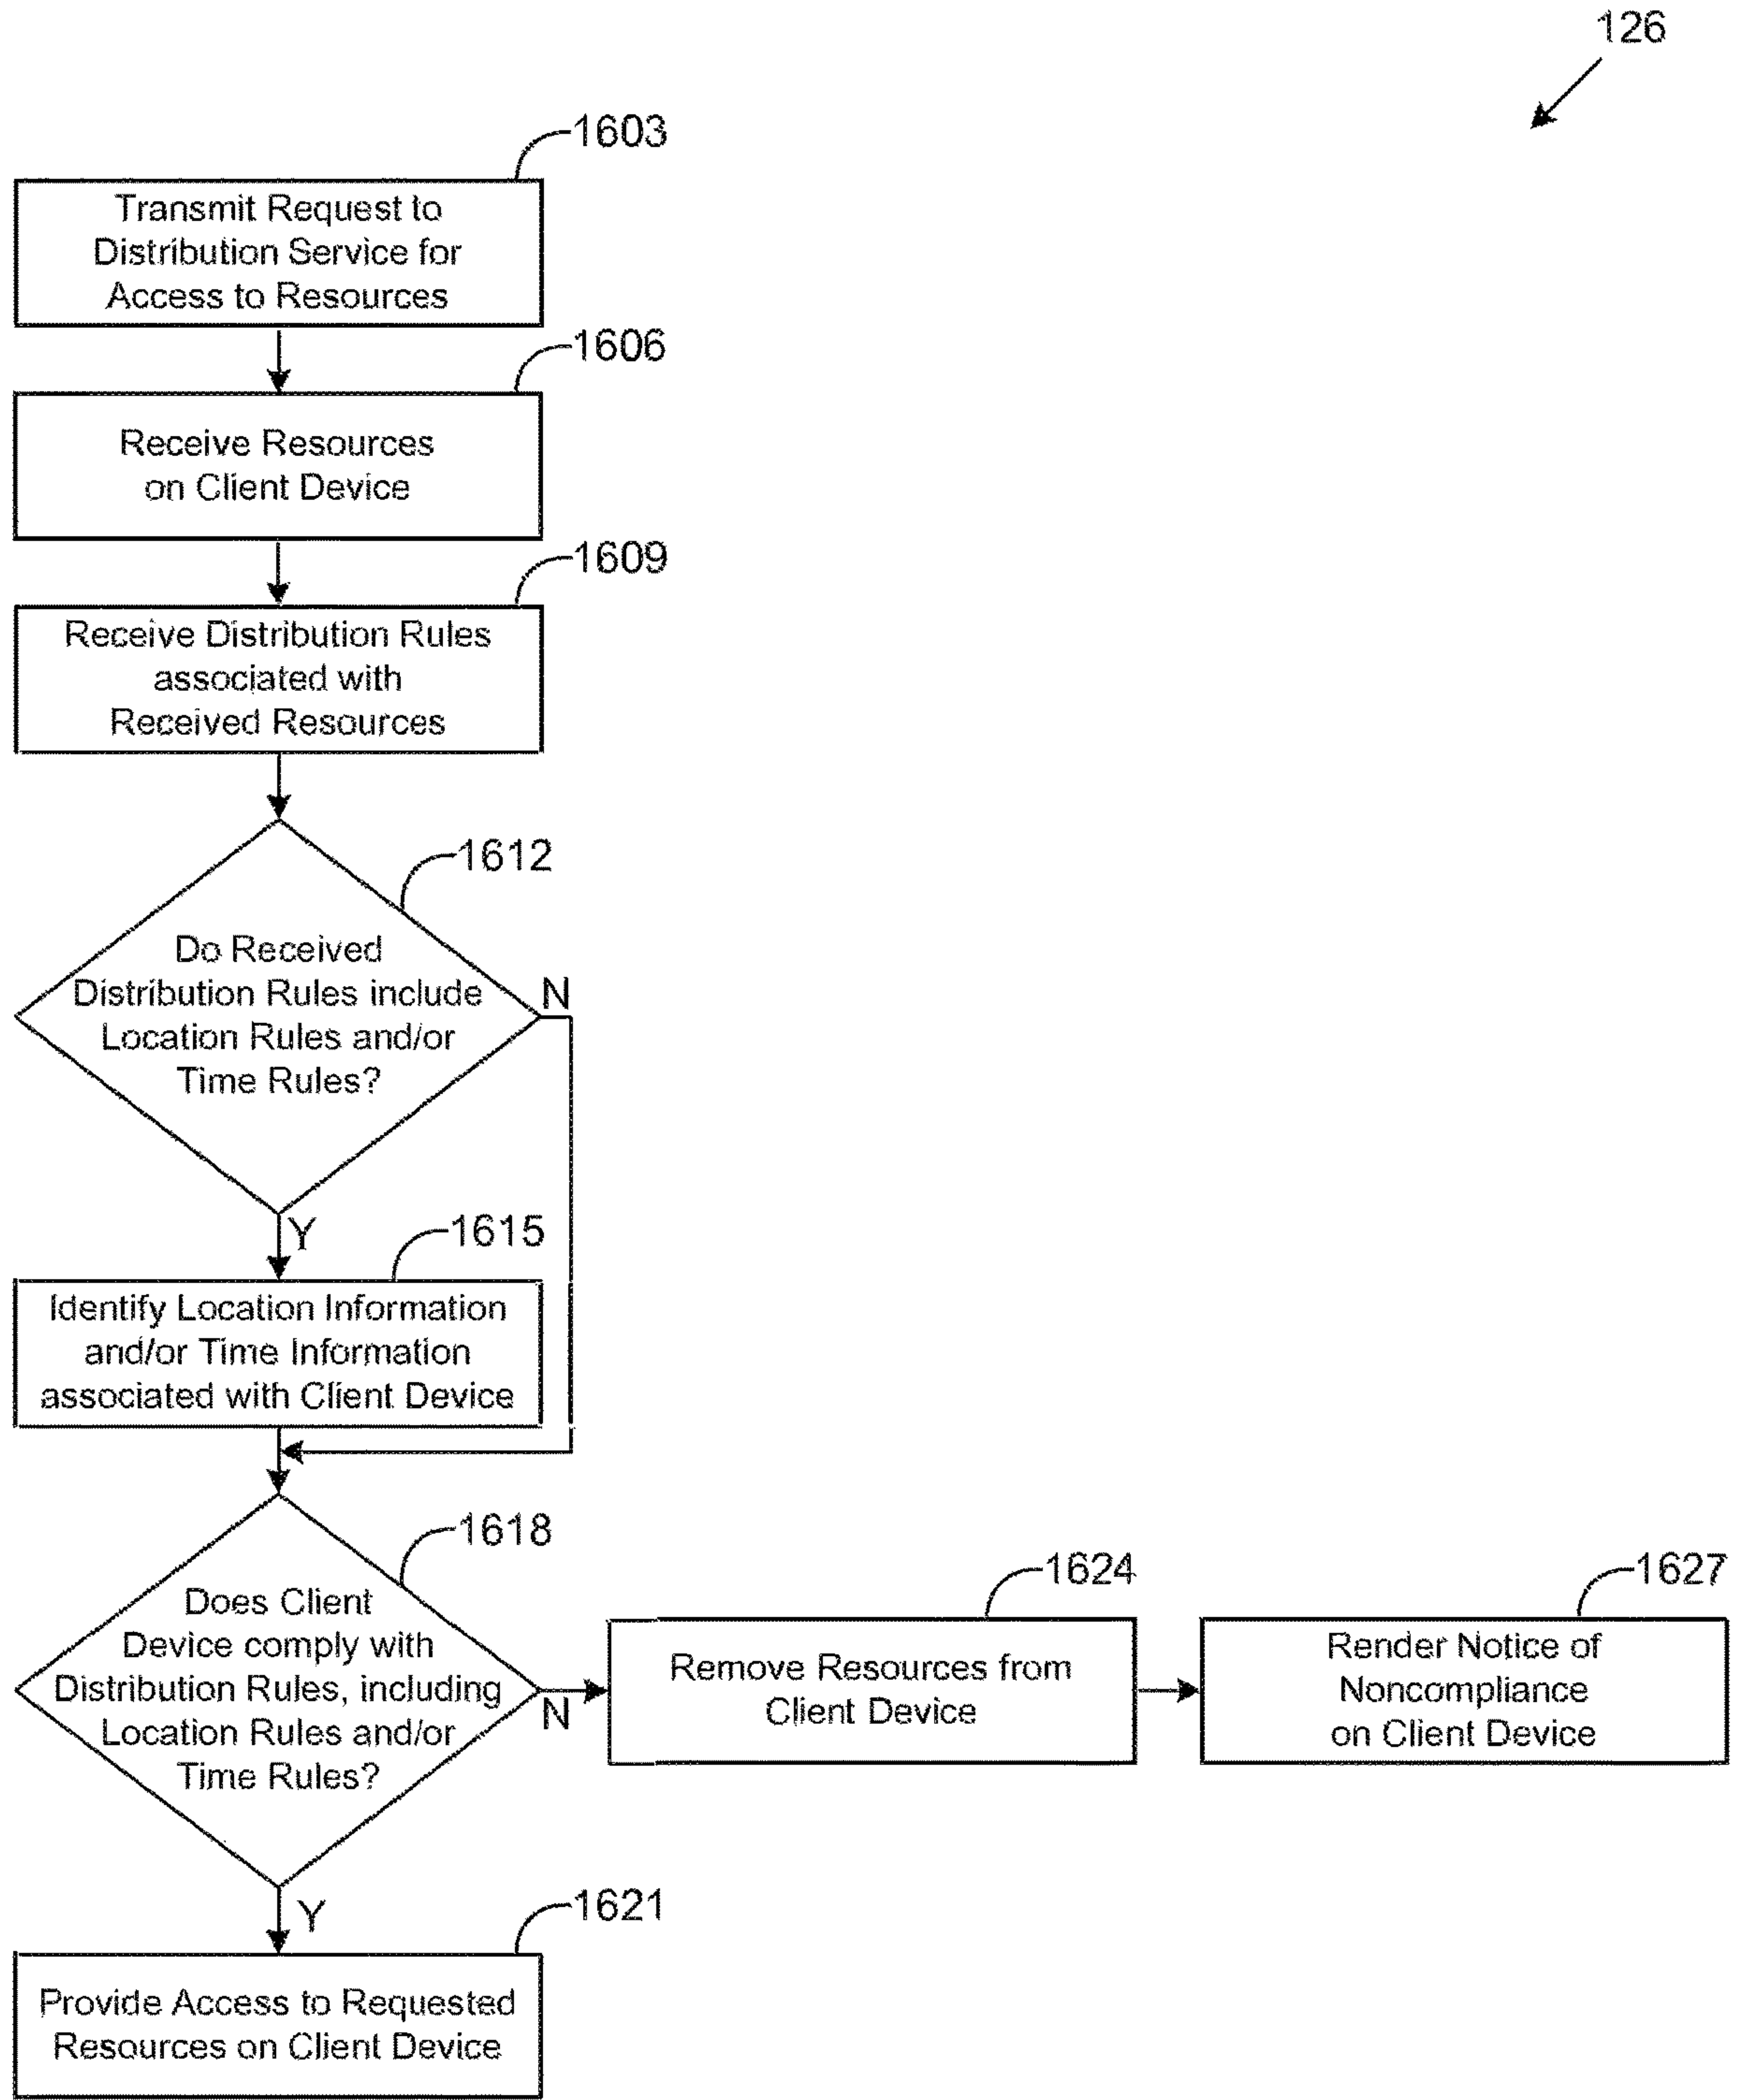 126
1603
Transmit Request to
Distribution Service for
Access to Resources
1606
Receive Resources
on Client Device
1609
Receive Distribution Rules
associated with
Received Resources
1612
Do Received
Distribution Rules include
Location Rules and/or
Time Rules?
N
Y
1615
Identify Location Information
and/or Time Information
associated with Client Device
1618
Does Client
Device comply with
Distribution Rules, including
Location Rules and/or
Time Rules?
N
1624
Remove Resources from
Client Device
1627
Render Notice of
Noncompliance
on Client Device
Y
1621
Provide Access to Requested
Resources on Client Device